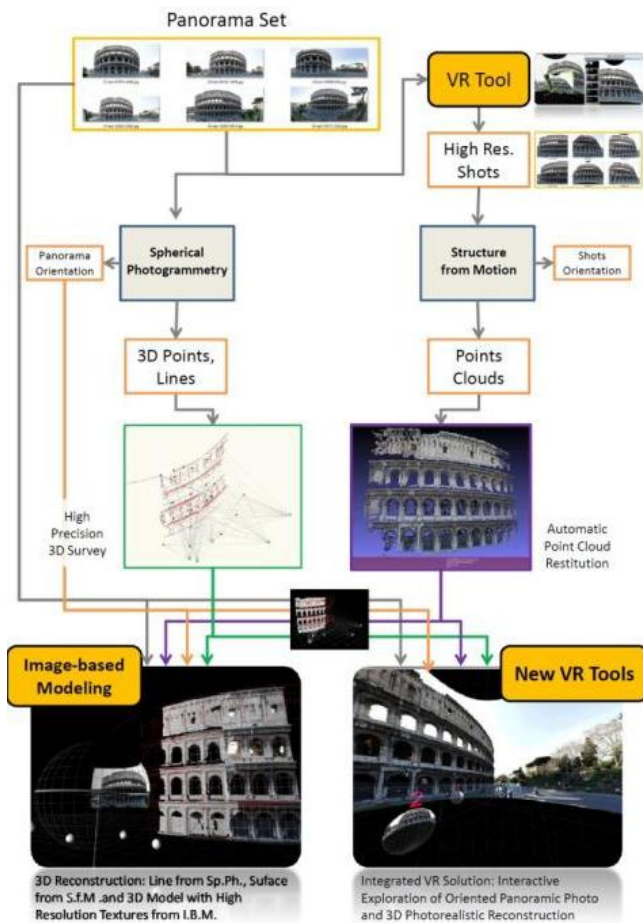 Panorama Set
VR Tool
High Res.
Shots
Panorama
Orientation
Spherical
Photogrammetry
Structure
from Motion
Shots
Orientation
3D Points,
Lines
Points
Clouds
High
Precision
3D Survey
Automatic
Point Cloud
Restitution
Image-based
Modeling
New VR Tools
2
3D Reconstruction: Line from Sp.Ph., Suface
from S.f.M .and 3D Model with High
Resolution Textures from I.B.M.
Integrated VR Solution: Interactive
Exploration of Oriented Panoramic Photo
and 3D Photorealistic Reconstruction